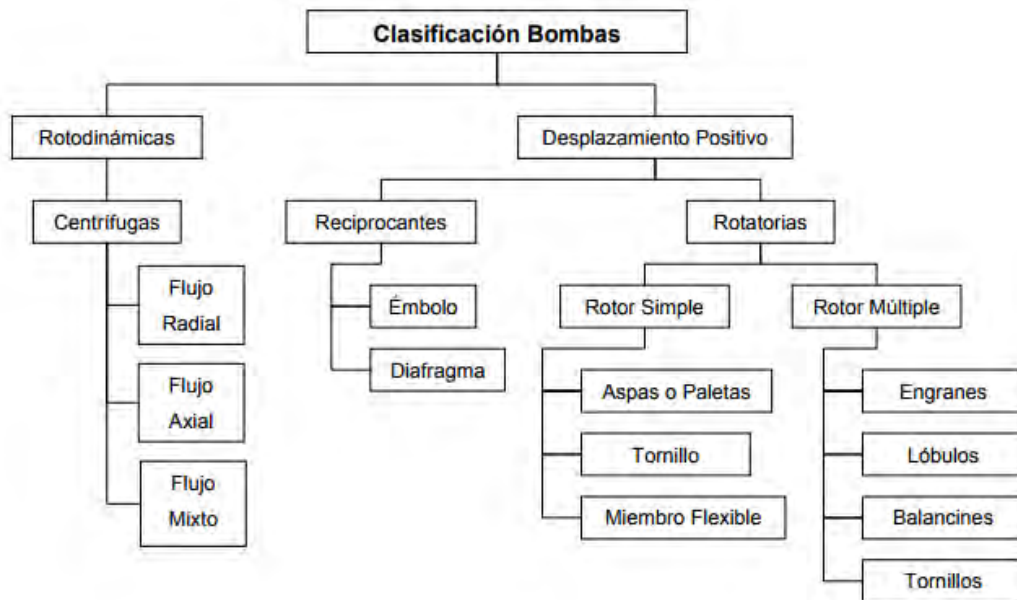 Clasificación Bombas
Rotodinámicas
Desplazamiento Positivo
Centrífugas
Reciprocantes
Rotatorias
Flujo
Radial
Flujo
Axial
Flujo
Mixto
Émbolo
Diafragma
Rotor Simple
Rotor Múltiple
Aspas o Paletas
Tornillo
Miembro Flexible
Engranes
Lóbulos
Balancines
Tornillos